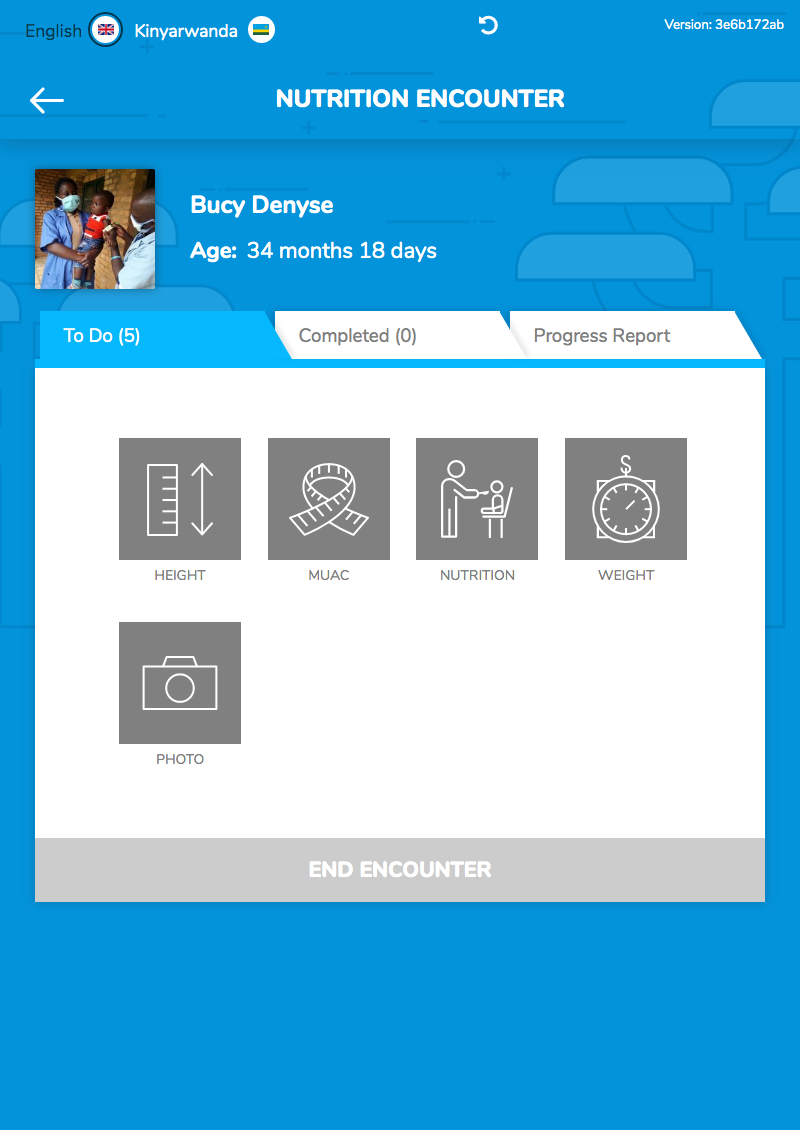 English Kinyarwanda Version: 3e6b172ab
NUTRITION ENCOUNTER
Bucy Denyse
Age: 34 months 18 days
To Do (5) Completed (0) Progress Report
HEIGHT MUAC NUTRITION WEIGHT
PHOTO
END ENCOUNTER